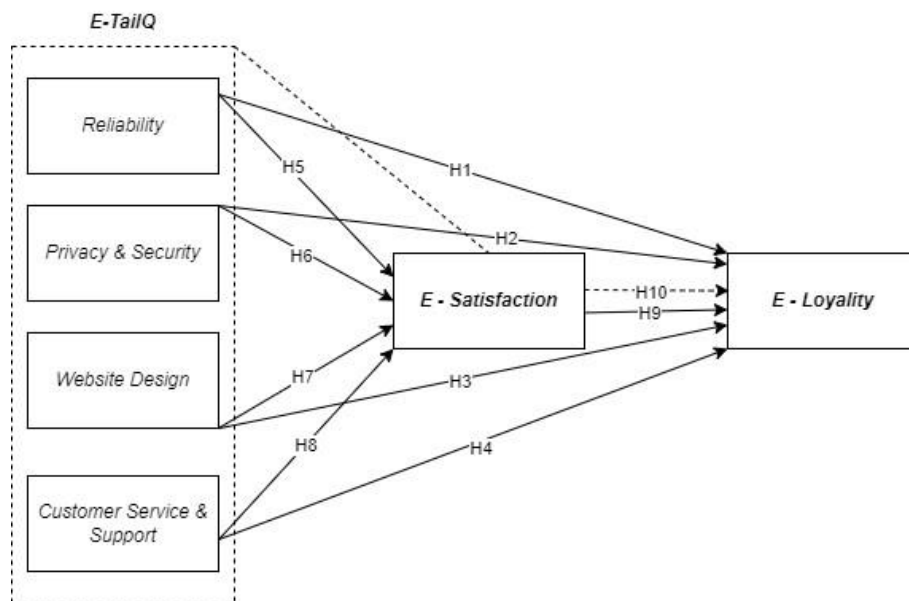 E-TailQ
Reliability
H5
H1
Privacy & Security
H6
H2
E - Satisfaction
H10
H9
E - Loyality
Website Design
H7
H3
H8
H4
Customer Service &
Support